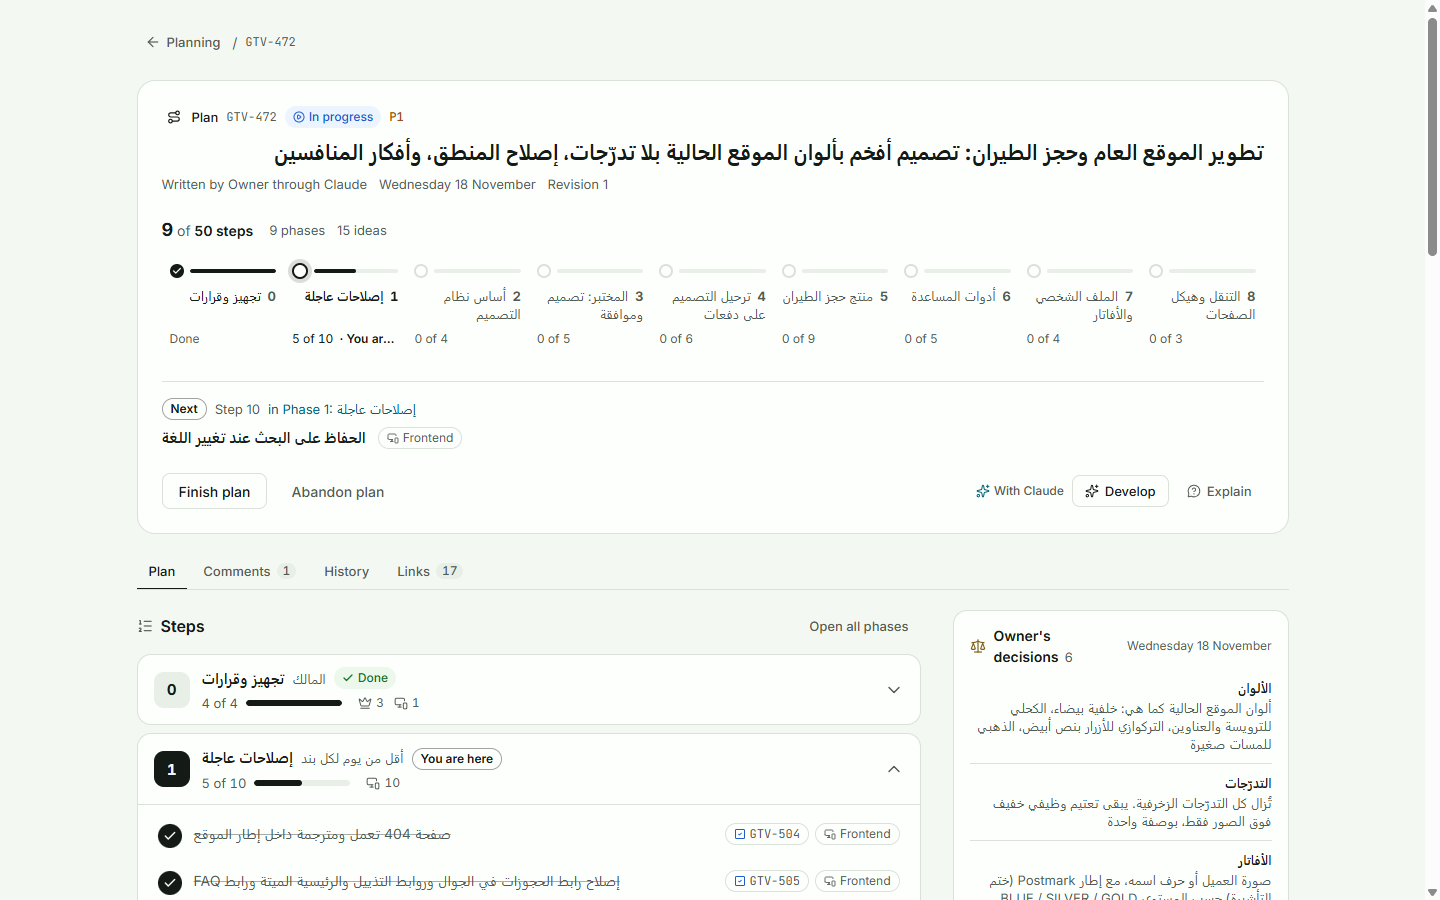 Planning / GTV-472
Plan GTV-472 In progress P1
تطوير الموقع العام وحجز الطيران: تصميم أفخم بألوان الموقع الحالية بلا تدرّجات، إصلاح المنطق، وأفكار المنافسين
Written by Owner through Claude Wednesday 18 November Revision 1
9 of 50 steps 9 phases 15 ideas
0 تجهيز وقرارات
Done
1 إصلاحات عاجلة
5 of 10 · You ar...
2 أساس نظام
التصميم
0 of 4
3 المختبر: تصميم
وموافقة
0 of 5
4 ترحيل التصميم
على دفعات
0 of 6
5 منتج حجز الطيران
0 of 9
6 أدوات المساعدة
0 of 5
7 الملف الشخصي
والأفاتار
0 of 4
8 التنقل وهيكل
الصفحات
0 of 3
Next Step 10 in Phase 1: إصلاحات عاجلة
الحفاظ على البحث عند تغيير اللغة Frontend
Finish plan Abandon plan With Claude Develop Explain
Plan Comments 1 History Links 17
Steps Open all phases
0 تجهيز وقرارات المالك Done
4 of 4 3 1
1 إصلاحات عاجلة أقل من يوم لكل بند You are here
5 of 10 10
صفحة 404 تعمل ومترجمة داخل إطار الموقع GTV-504 Frontend
إصلاح رابط الحجوزات في الجوال وروابط التذييل والرئيسية الميتة ورابط FAQ GTV-505 Frontend
Owner's
decisions 6 Wednesday 18 November
الألوان
ألوان الموقع الحالية كما هي: خلفية بيضاء، الكحلي
للترويسة والعناوين، التركوازي للأزرار بنص أبيض، الذهبي
للمسات صغيرة
التدرّجات
تُزال كل التدرّجات الزخرفية. يبقى تعتيم وظيفي خفيف
فوق الصور فقط، بوصفة واحدة
الأفاتار
صورة العميل أو حرف اسمه، مع إطار Postmark (ختم
التأشيرة) حسب المستوى BLUE / SILVER / GOLD